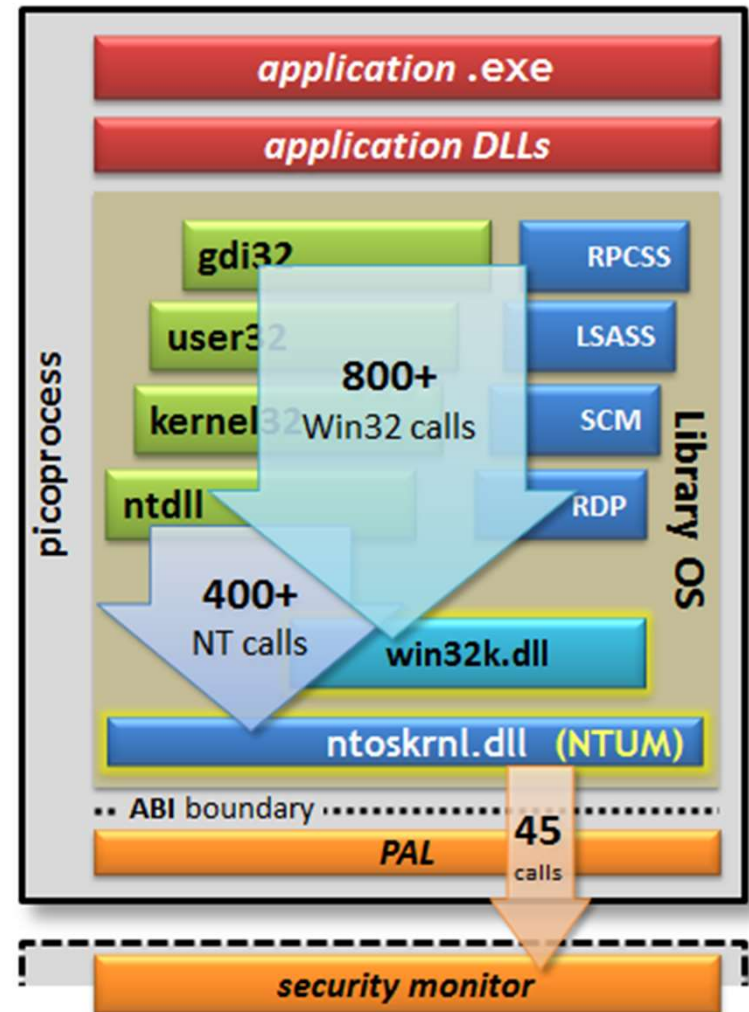 application .exe
application DLLs
gdi32
RPCSS
user32
LSASS
800+
Win32 calls
kernel32
SCM
ntdll
RDP
picoprocess
Library OS
400+
NT calls
win32k.dll
ntoskrnl.dll (NTUM)
ABI boundary
45
calls
PAL
security monitor